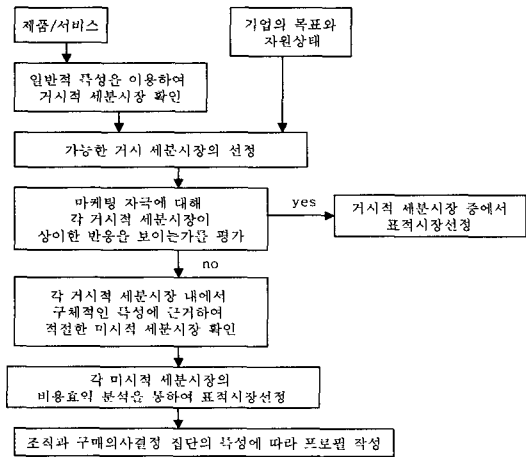 제품/서비스
기업의 목표와
자원상태
일반적 특성을 이용하여
거시적 세분시장 확인
가능한 거시 세분시장의 선정
마케팅 자극에 대해
각 거시적 세분시장이
상이한 반응을 보이는가를 평가
yes
거시적 세분시장 중에서
표적시장선정
no
각 거시적 세분시장 내에서
구체적인 특성에 근거하여
적절한 미시적 세분시장 확인
각 미시적 세분시장의
비용효익 분석을 통하여 표적시장선정
조직과 구매의사결정 집단의 특성에 따라 프로필 작성